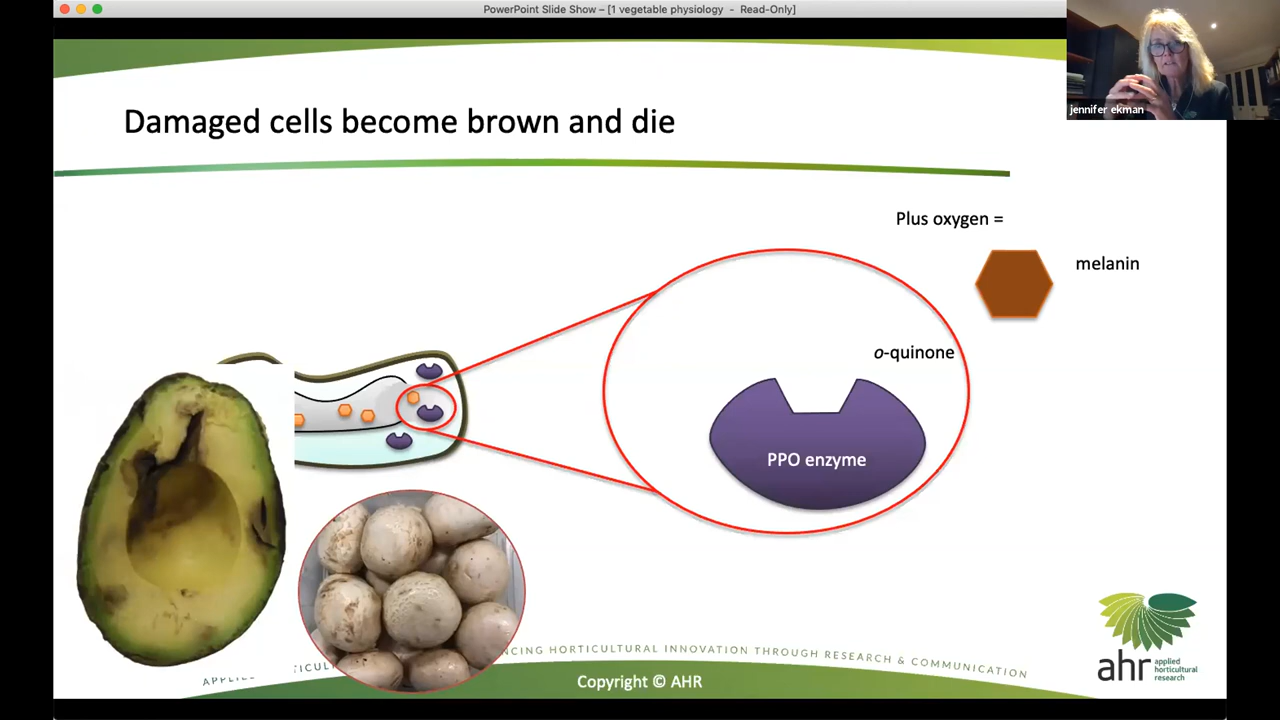 PowerPoint Slide Show – [1 vegetable physiology - Read-Only]
jennifer ekman
Damaged cells become brown and die
Plus oxygen =
melanin
o-quinone
PPO enzyme
NCING HORTICULTURAL INNOVATION THROUGH RESEARCH & COMMUNICATION
Copyright © AHR
ahr applied
horticultural
research